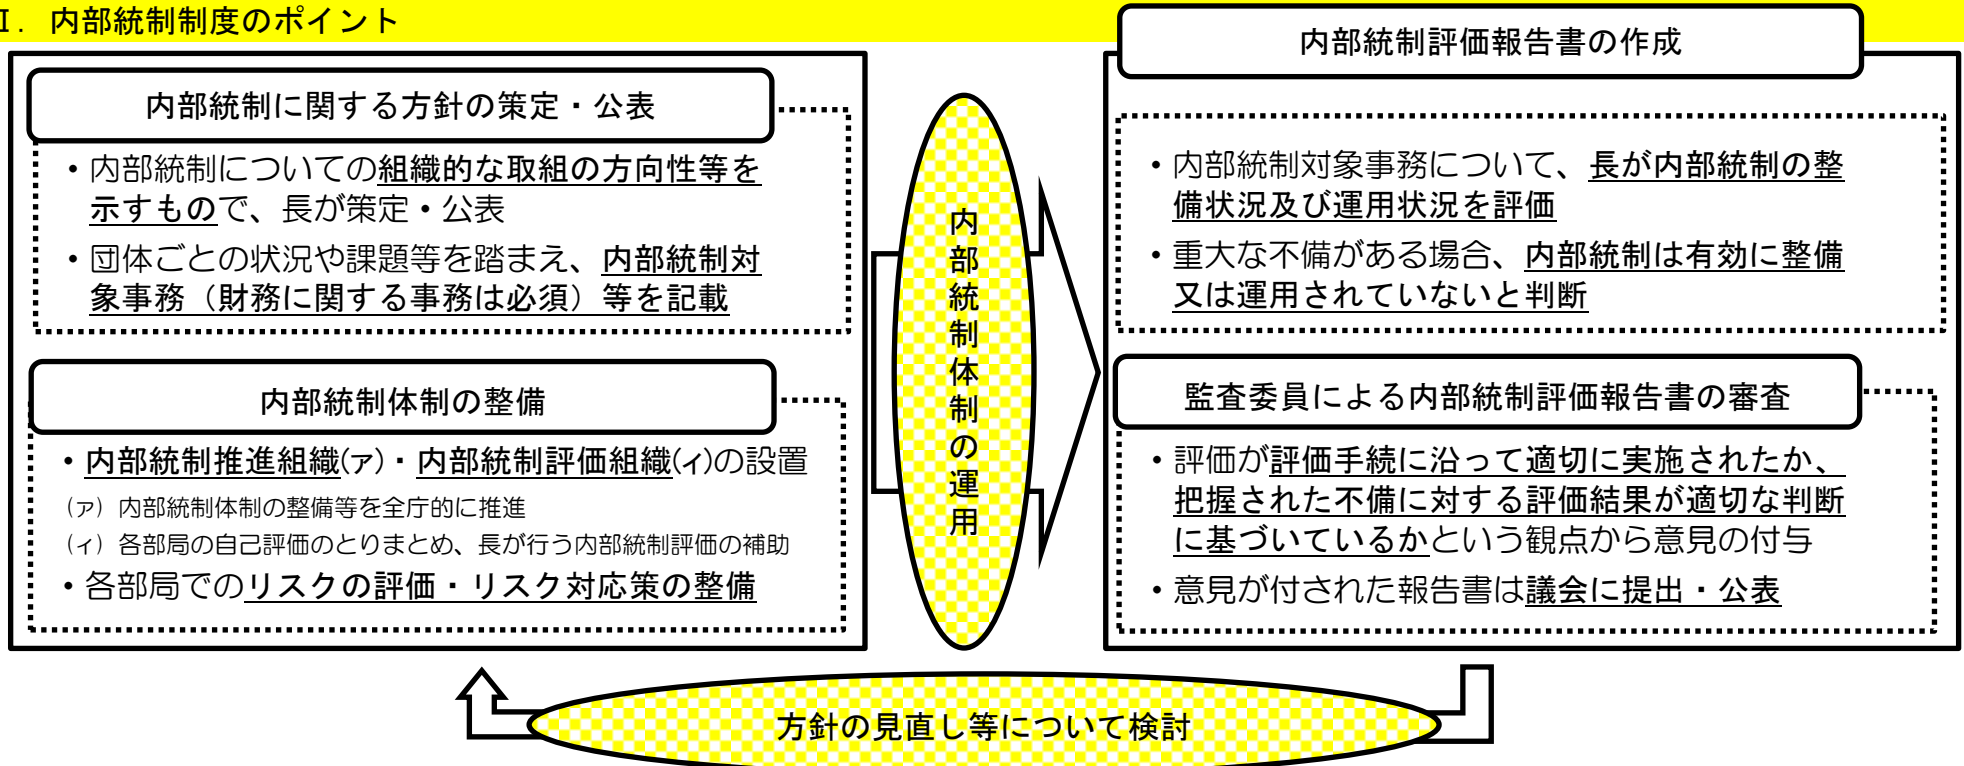 Ⅰ. 内部統制制度のポイント
内部統制に関する方針の策定・公表
・内部統制についての組織的な取組の方向性等を
示すもので、長が策定・公表
・団体ごとの状況や課題等を踏まえ、内部統制対
象事務（財務に関する事務は必須）等を記載
内部統制体制の整備
・内部統制推進組織(ｱ)・内部統制評価組織(ｲ)の設置
(ｱ) 内部統制体制の整備等を全庁的に推進
(ｲ) 各部局の自己評価のとりまとめ、長が行う内部統制評価の補助
・各部局でのリスクの評価・リスク対応策の整備
内部統制体制の運用
内部統制評価報告書の作成
・内部統制対象事務について、長が内部統制の整
備状況及び運用状況を評価
・重大な不備がある場合、内部統制は有効に整備
又は運用されていないと判断
監査委員による内部統制評価報告書の審査
・評価が評価手続に沿って適切に実施されたか、
把握された不備に対する評価結果が適切な判断
に基づいているかという観点から意見の付与
・意見が付された報告書は議会に提出・公表
方針の見直し等について検討